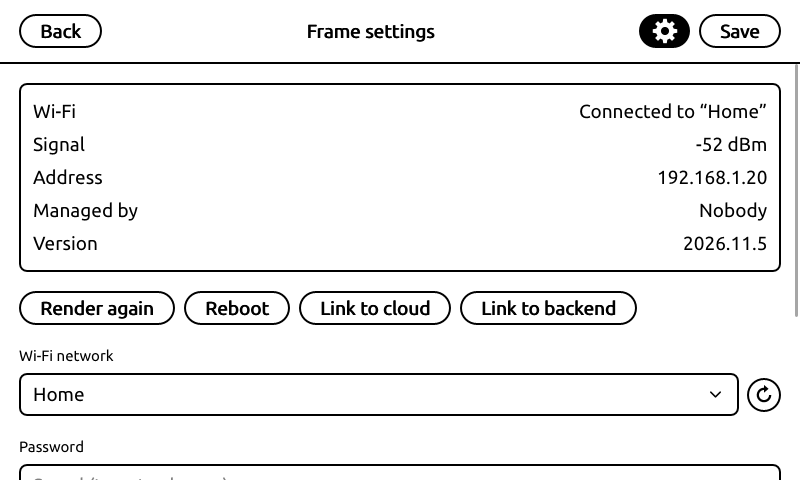 Back
Frame settings
Save
Wi-Fi
Connected to “Home”
Signal
-52 dBm
Address
192.168.1.20
Managed by
Nobody
Version
2026.11.5
Render again
Reboot
Link to cloud
Link to backend
Wi-Fi network
Home
Password